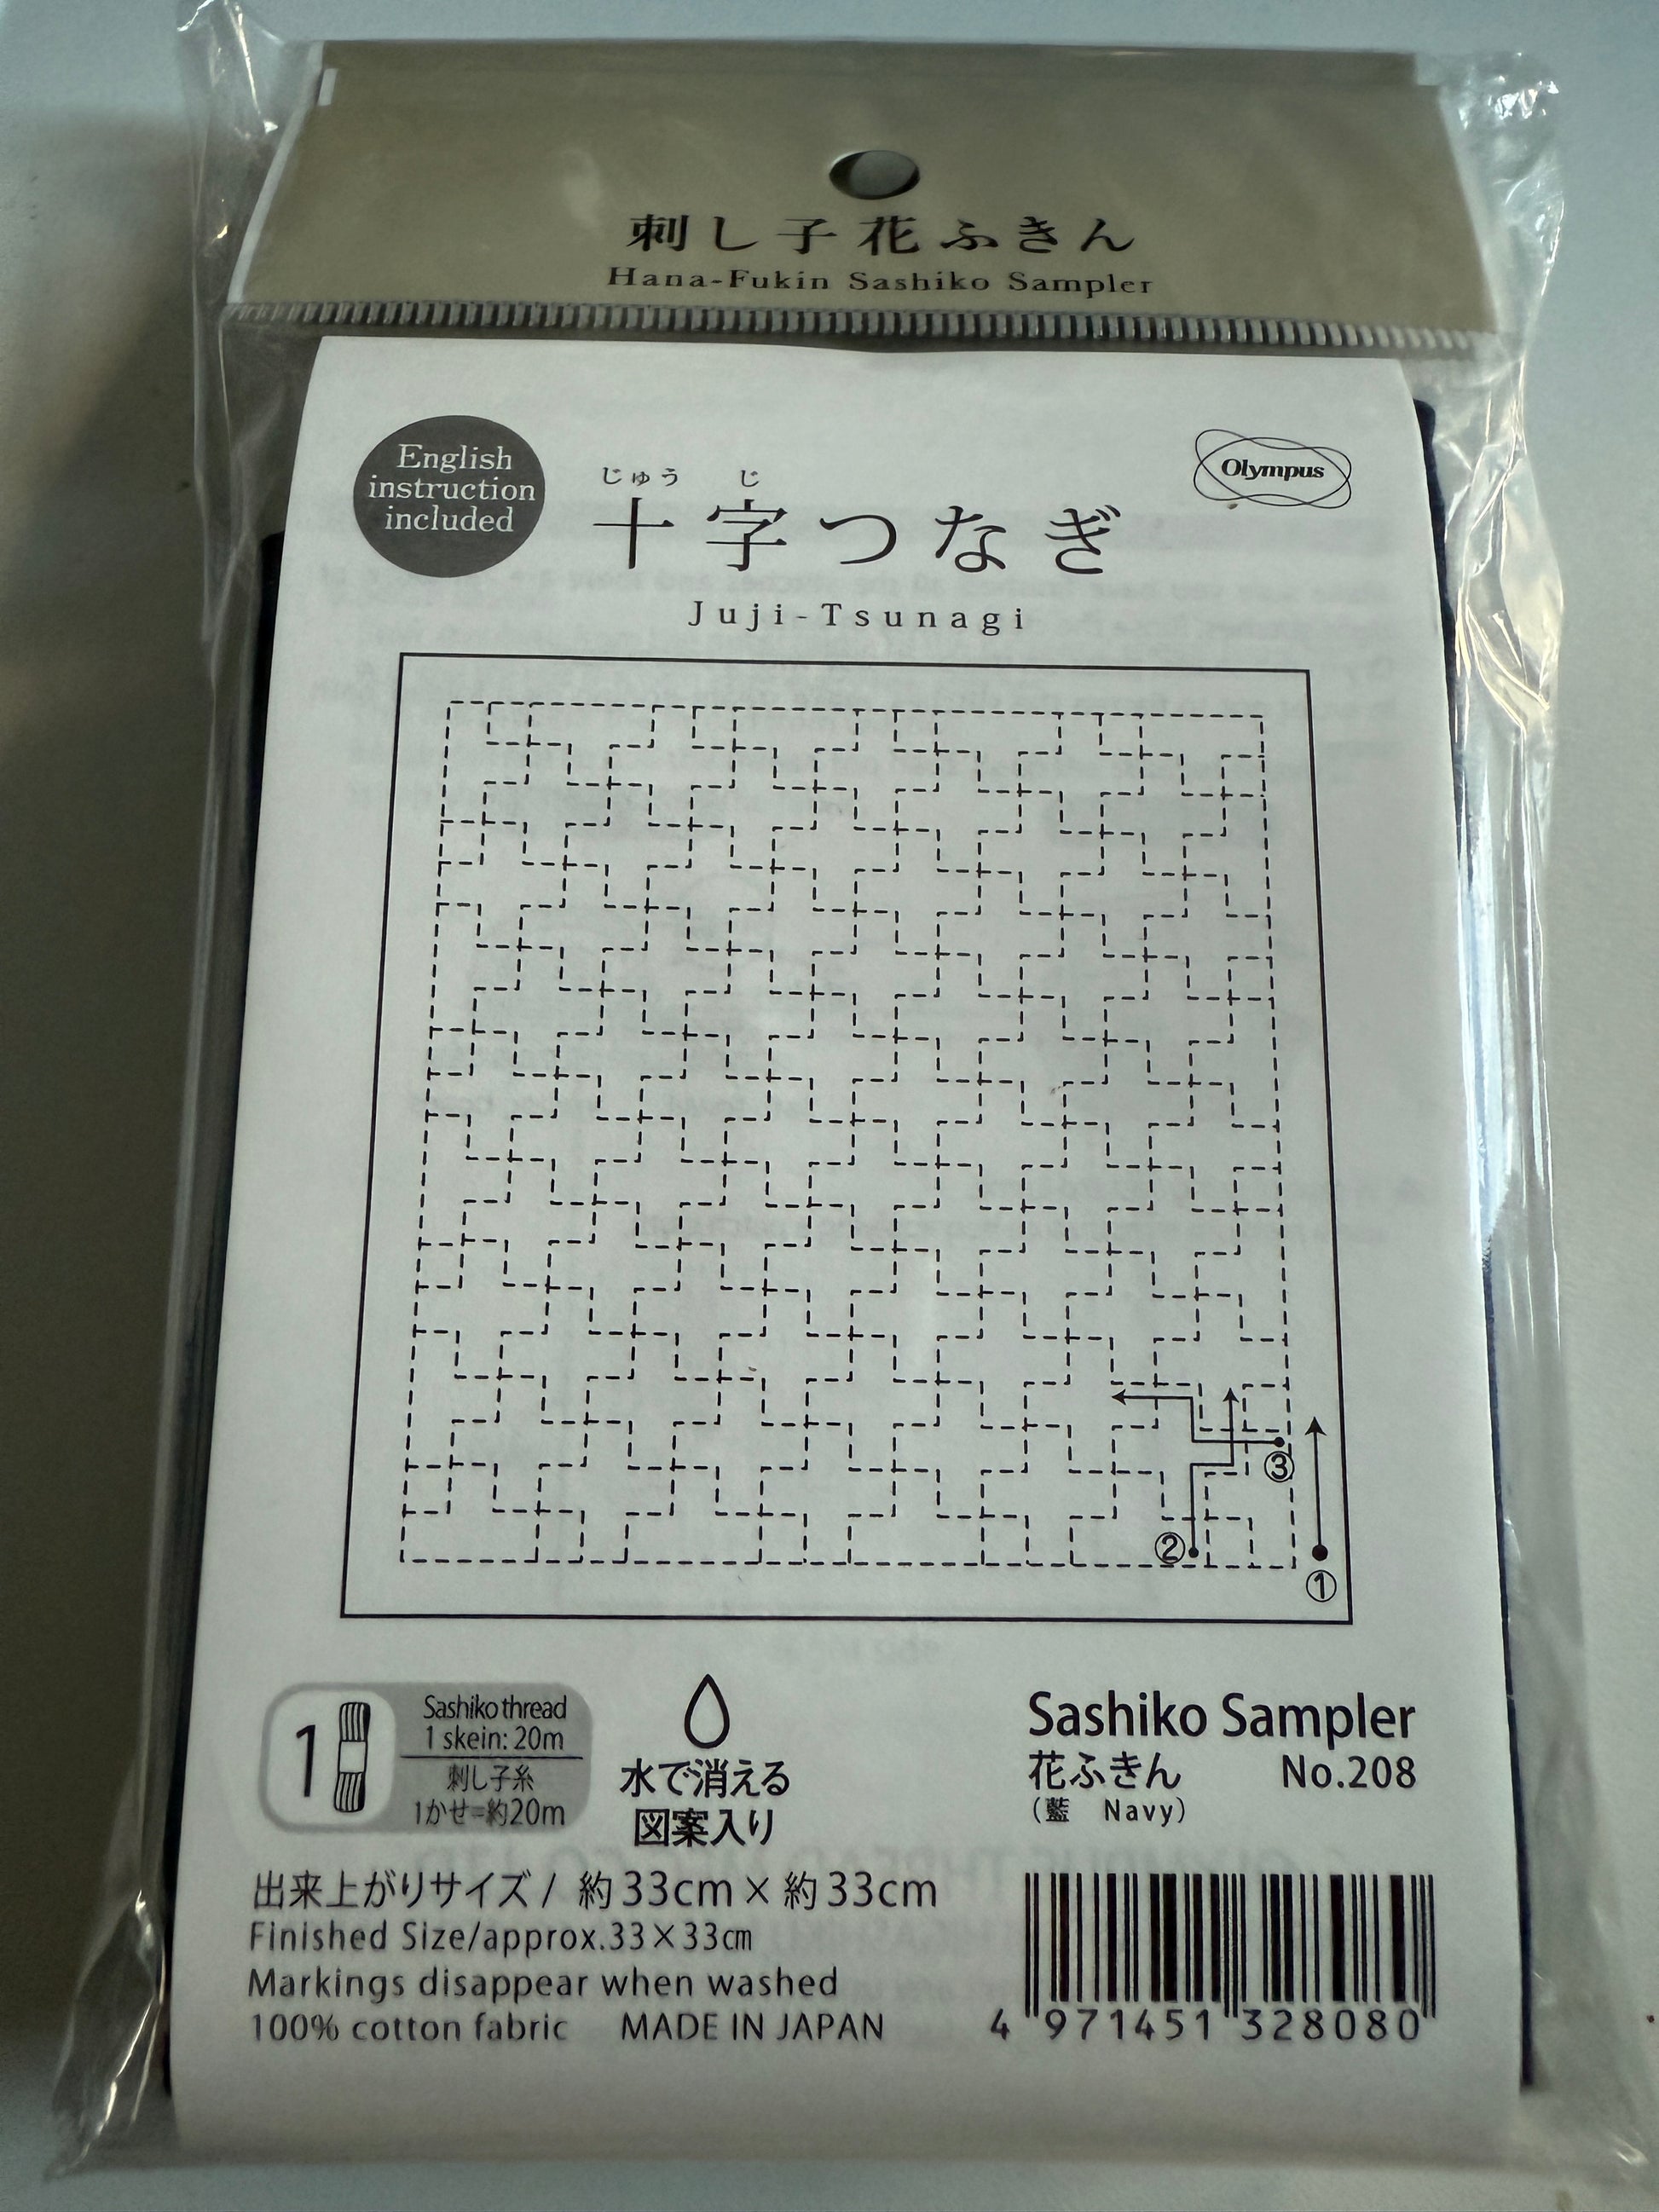 刺し子花ふきん
Hana-Fukin Sashiko Sampler
English
instruction
included
じゅう じ
十字つなぎ
Juji-Tsunagi
Olympus
③
②
①
1
Sashiko thread
1 skein: 20m
刺し子糸
1かせ=約20m
水で消える
図案入り
Sashiko Sampler
花ふきん No.208
(藍 Navy)
出来上がりサイズ / 約33cm×約33cm
Finished Size/approx.33×33㎝
Markings disappear when washed
100% cotton fabric MADE IN JAPAN
4 971451 328080